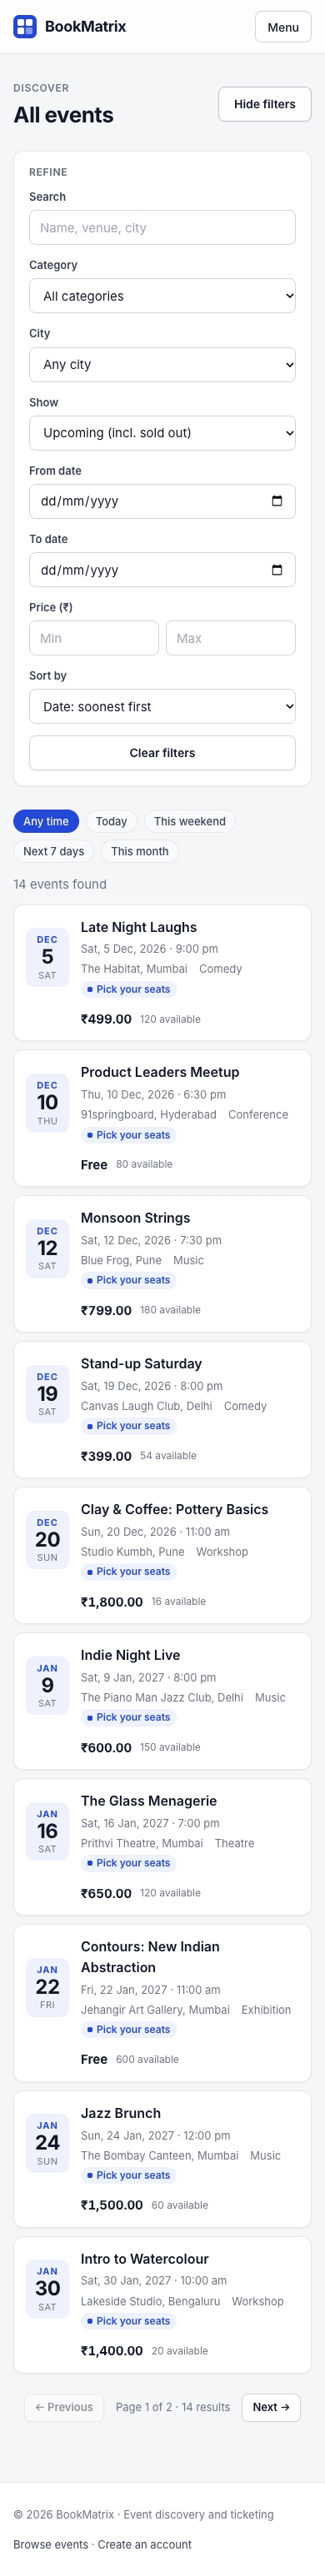 BookMatrix
Menu
DISCOVER
All events
Hide filters
REFINE
Search
Name, venue, city
Category
All categories
City
Any city
Show
Upcoming (incl. sold out)
From date
dd/mm/yyyy
To date
dd/mm/yyyy
Price (₹)
Min Max
Sort by
Date: soonest first
Clear filters
Any time Today This weekend
Next 7 days This month
14 events found
DEC
5
SAT
Late Night Laughs
Sat, 5 Dec, 2026 · 9:00 pm
The Habitat, Mumbai Comedy
Pick your seats
₹499.00 120 available
DEC
10
THU
Product Leaders Meetup
Thu, 10 Dec, 2026 · 6:30 pm
91springboard, Hyderabad Conference
Pick your seats
Free 80 available
DEC
12
SAT
Monsoon Strings
Sat, 12 Dec, 2026 · 7:30 pm
Blue Frog, Pune Music
Pick your seats
₹799.00 180 available
DEC
19
SAT
Stand-up Saturday
Sat, 19 Dec, 2026 · 8:00 pm
Canvas Laugh Club, Delhi Comedy
Pick your seats
₹399.00 54 available
DEC
20
SUN
Clay & Coffee: Pottery Basics
Sun, 20 Dec, 2026 · 11:00 am
Studio Kumbh, Pune Workshop
Pick your seats
₹1,800.00 16 available
JAN
9
SAT
Indie Night Live
Sat, 9 Jan, 2027 · 8:00 pm
The Piano Man Jazz Club, Delhi Music
Pick your seats
₹600.00 150 available
JAN
16
SAT
The Glass Menagerie
Sat, 16 Jan, 2027 · 7:00 pm
Prithvi Theatre, Mumbai Theatre
Pick your seats
₹650.00 120 available
JAN
22
FRI
Contours: New Indian
Abstraction
Fri, 22 Jan, 2027 · 11:00 am
Jehangir Art Gallery, Mumbai Exhibition
Pick your seats
Free 600 available
JAN
24
SUN
Jazz Brunch
Sun, 24 Jan, 2027 · 12:00 pm
The Bombay Canteen, Mumbai Music
Pick your seats
₹1,500.00 60 available
JAN
30
SAT
Intro to Watercolour
Sat, 30 Jan, 2027 · 10:00 am
Lakeside Studio, Bengaluru Workshop
Pick your seats
₹1,400.00 20 available
← Previous Page 1 of 2 · 14 results Next →
© 2026 BookMatrix · Event discovery and ticketing
Browse events · Create an account